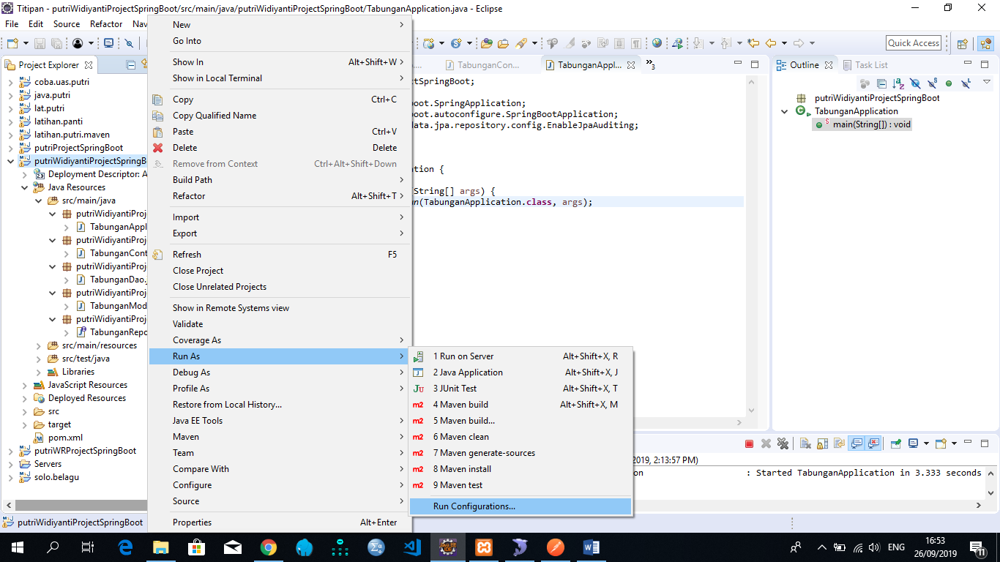 Titipan - putriWidiyantiProjectSpringBoot/src/main/java/putriWidiyantiProjectSpringBoot/TabunganApplication.java - Eclipse
File Edit Source Refactor Nav
Quick Access
Project Explorer
coba.uas.putri
java.putri
lat.putri
latihan.panti
latihan.putri.maven
putriProjectSpringBoot
putriWidiyantiProjectSpringB
Deployment Descriptor: A
Java Resources
src/main/java
putriWidiyantiProj
TabunganAppl
putriWidiyantiProj
TabunganCont
putriWidiyantiProj
TabunganDao.
putriWidiyantiProj
TabunganMod
putriWidiyantiProj
TabunganRepo
src/main/resources
src/test/java
Libraries
JavaScript Resources
Deployed Resources
src
target
pom.xml
putriWRProjectSpringBoot
Servers
solo.belagu
putriWidiyantiProjectSpringBoot
New
Go Into
Show In Alt+Shift+W
Show in Local Terminal
Copy Ctrl+C
Copy Qualified Name
Paste Ctrl+V
Delete Delete
Remove from Context Ctrl+Alt+Shift+Down
Build Path
Refactor Alt+Shift+T
Import
Export
Refresh F5
Close Project
Close Unrelated Projects
Show in Remote Systems view
Validate
Coverage As
Run As
Debug As
Profile As
Restore from Local History...
Java EE Tools
Maven
Team
Compare With
Configure
Source
Properties Alt+Enter
1 Run on Server Alt+Shift+X, R
2 Java Application Alt+Shift+X, J
3 JUnit Test Alt+Shift+X, T
4 Maven build Alt+Shift+X, M
5 Maven build...
6 Maven clean
7 Maven generate-sources
8 Maven install
9 Maven test
Run Configurations...
TabunganCon... TabunganAppl... 3
ctSpringBoot;
boot.SpringApplication;
boot.autoconfigure.SpringBootApplication;
data.jpa.repository.config.EnableJpaAuditing;
ation {
String[] args) {
(TabunganApplication.class, args);
Outline Task List
putriWidiyantiProjectSpringBoot
TabunganApplication
main(String[]) : void
2019, 2:13:57 PM)
on : Started TabunganApplication in 3.333 seconds
ENG
16:53
26/09/2019
11